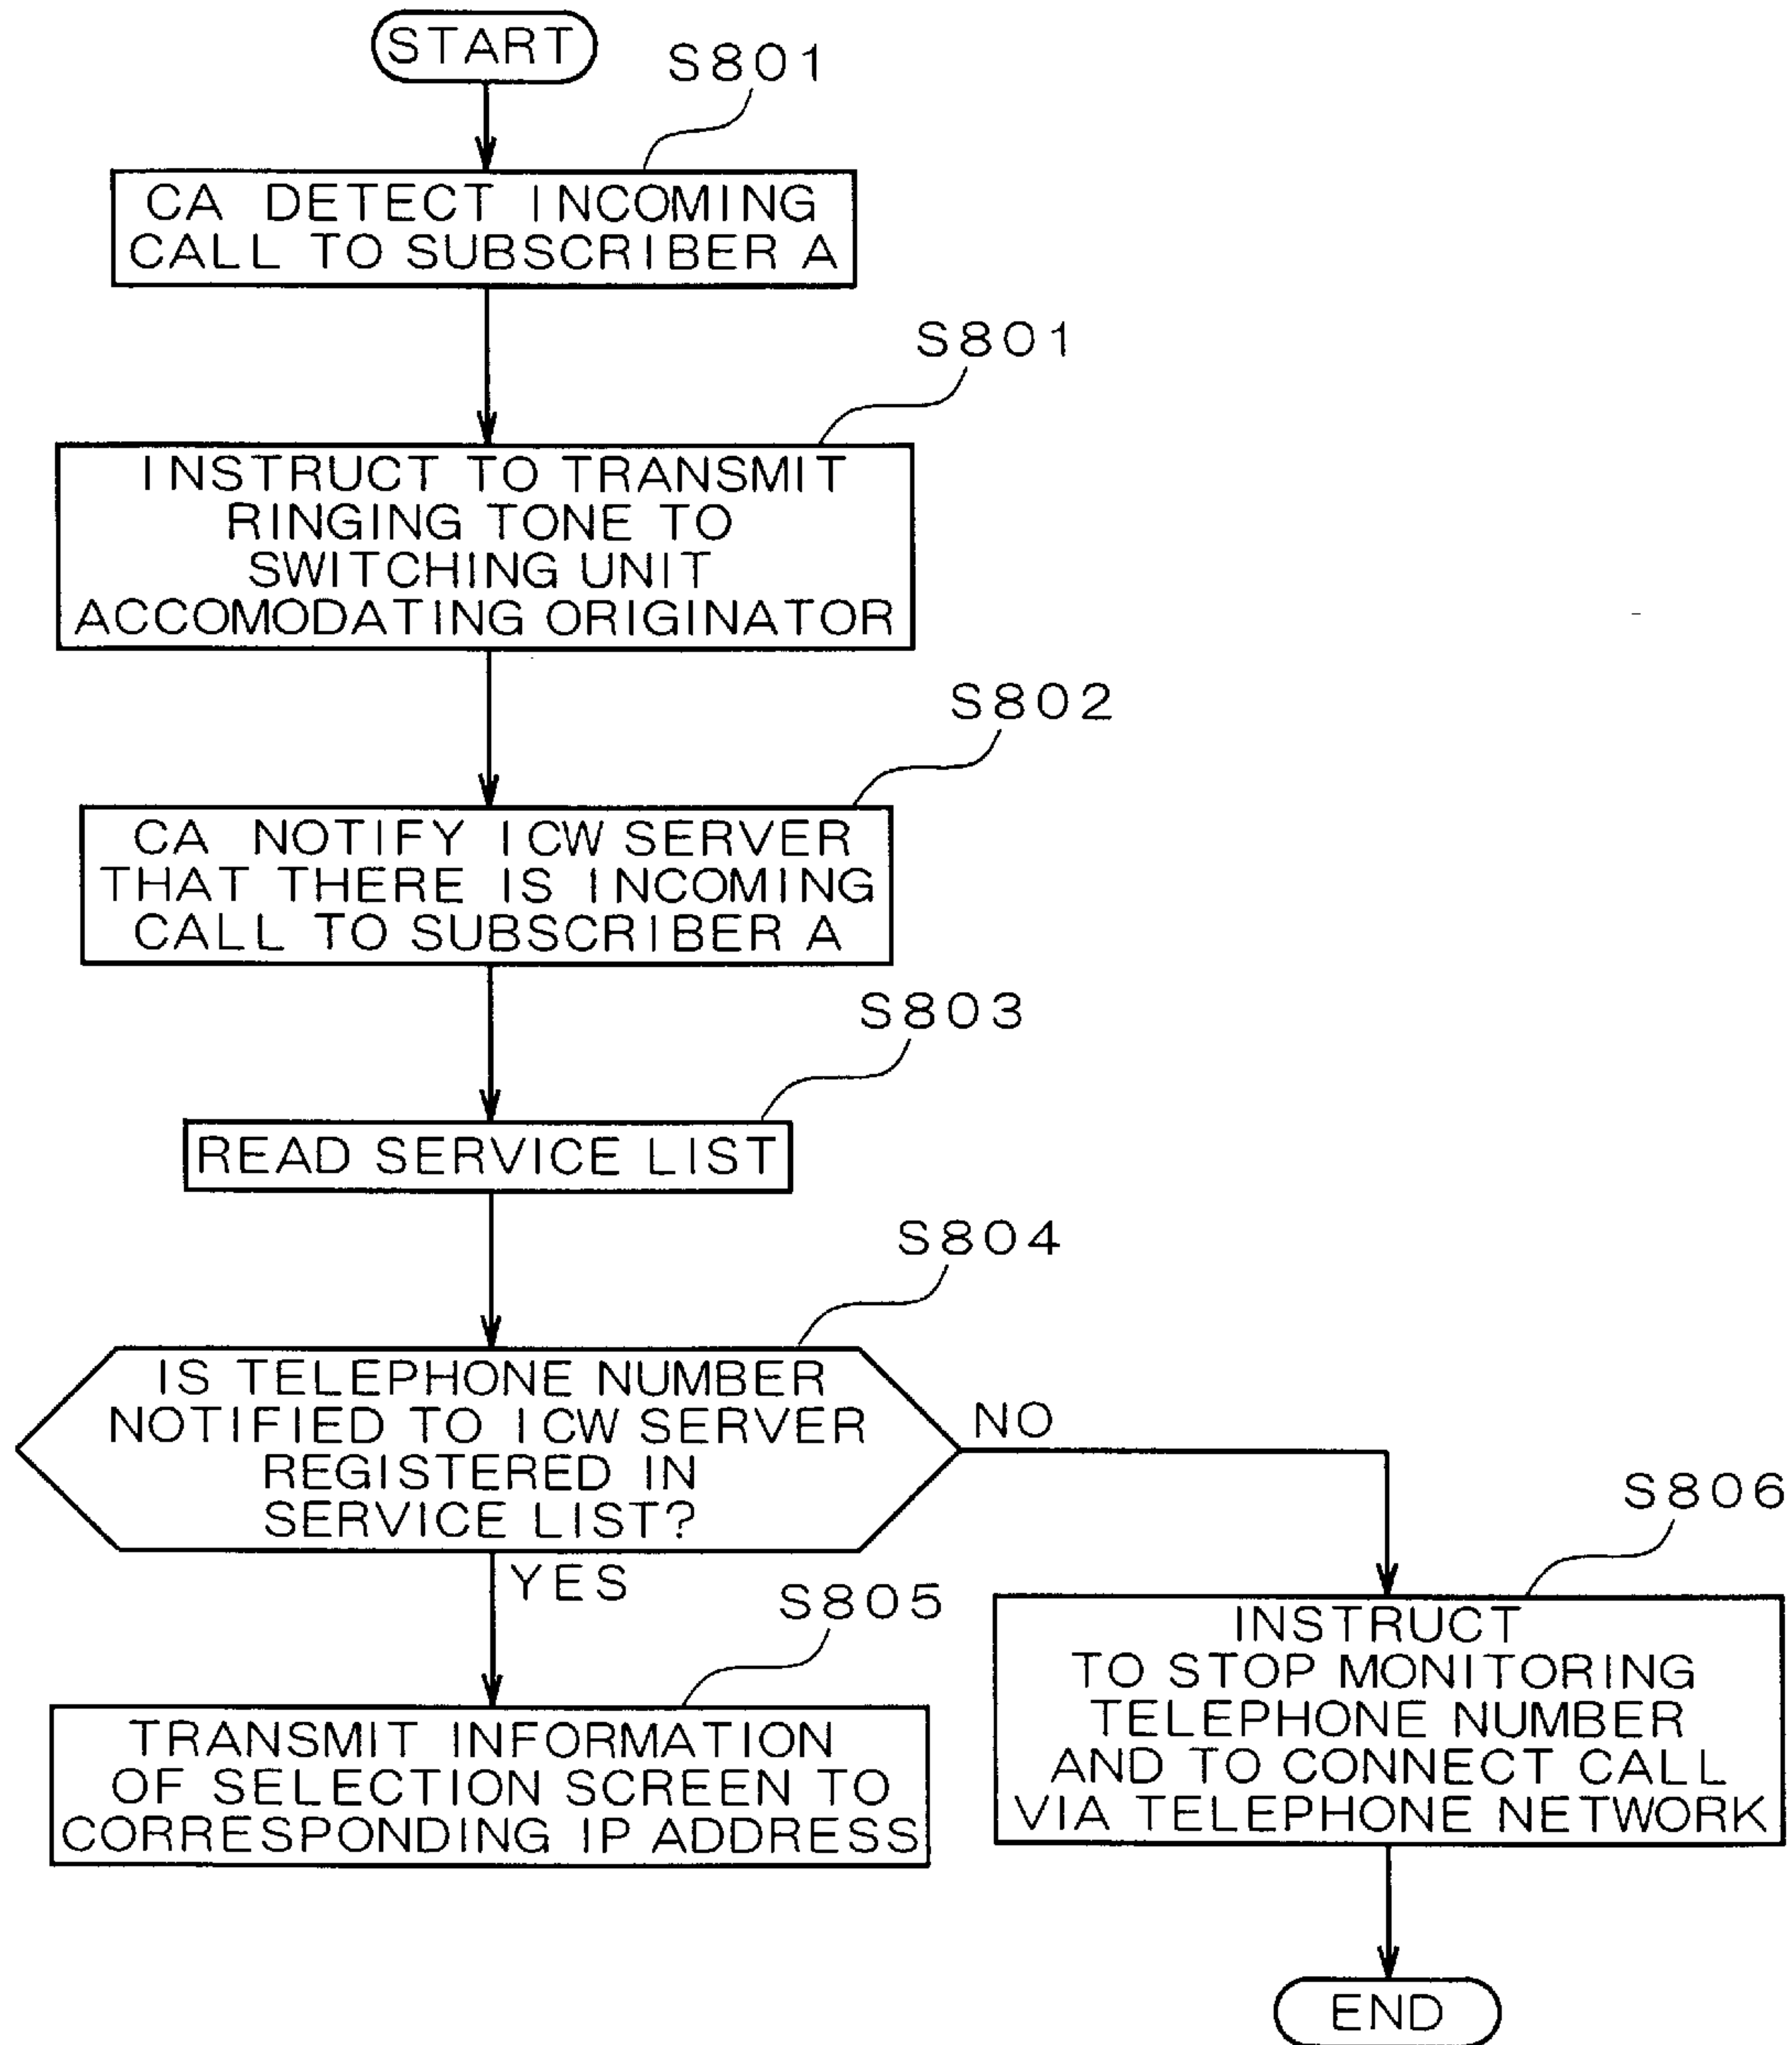 START
S801
CA DETECT INCOMING
CALL TO SUBSCRIBER A
S801
INSTRUCT TO TRANSMIT
RINGING TONE TO
SWITCHING UNIT
ACCOMODATING ORIGINATOR
S802
CA NOTIFY ICW SERVER
THAT THERE IS INCOMING
CALL TO SUBSCRIBER A
S803
READ SERVICE LIST
S804
IS TELEPHONE NUMBER
NOTIFIED TO ICW SERVER
REGISTERED IN
SERVICE LIST?
NO
YES
S805
TRANSMIT INFORMATION
OF SELECTION SCREEN TO
CORRESPONDING IP ADDRESS
S806
INSTRUCT
TO STOP MONITORING
TELEPHONE NUMBER
AND TO CONNECT CALL
VIA TELEPHONE NETWORK
END